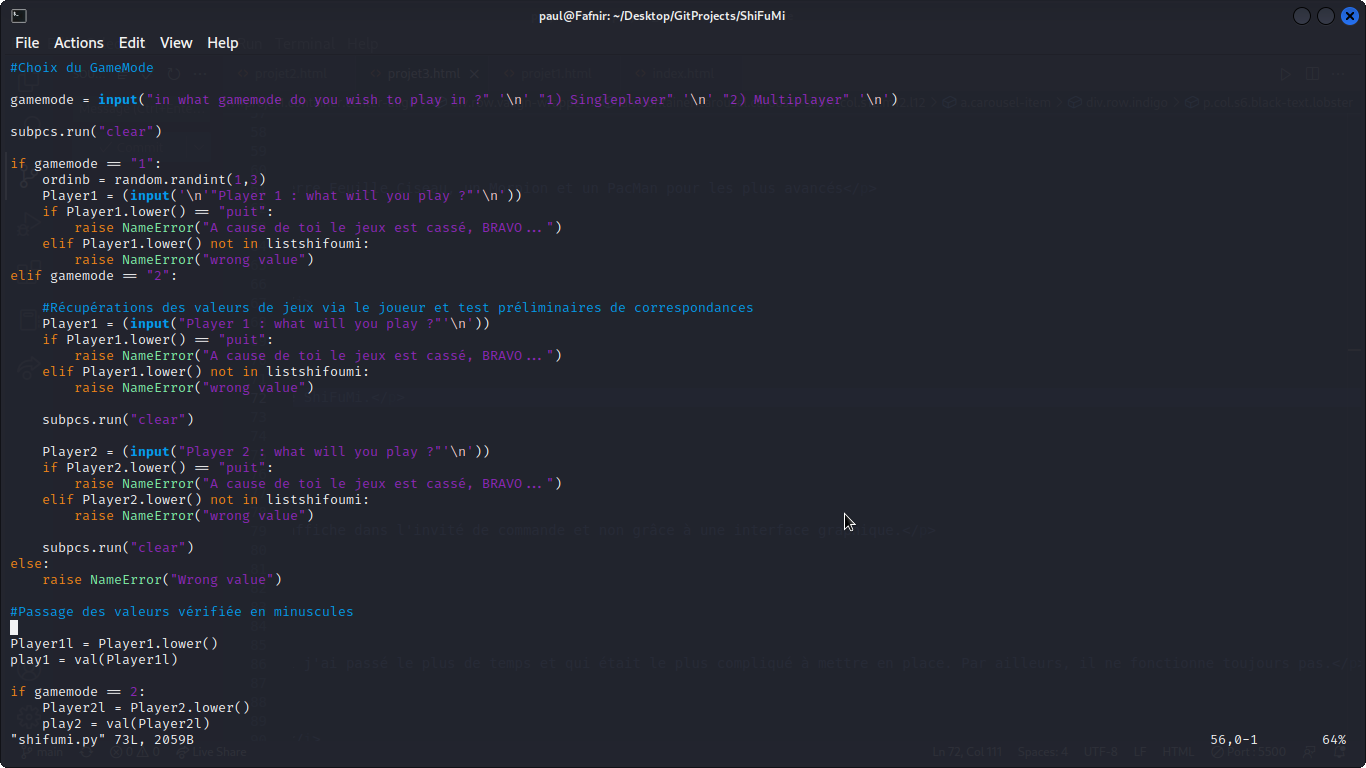 paul@Fafnir: ~/Desktop/GitProjects/ShiFuMi
File Actions Edit View Help
#Choix du GameMode
gamemode = input("in what gamemode do you wish to play in ?" '\n' "1) Singleplayer" '\n' "2) Multiplayer" '\n')
subpcs.run("clear")
if gamemode == "1":
    ordinb = random.randint(1,3)
    Player1 = (input('\n'"Player 1 : what will you play ?"'\n'))
    if Player1.lower() == "puit":
        raise NameError("A cause de toi le jeux est cassé, BRAVO...")
    elif Player1.lower() not in listshifoumi:
        raise NameError("wrong value")
elif gamemode == "2":
    #Récupérations des valeurs de jeux via le joueur et test préliminaires de correspondances
    Player1 = (input("Player 1 : what will you play ?"'\n'))
    if Player1.lower() == "puit":
        raise NameError("A cause de toi le jeux est cassé, BRAVO...")
    elif Player1.lower() not in listshifoumi:
        raise NameError("wrong value")
    subpcs.run("clear")
    Player2 = (input("Player 2 : what will you play ?"'\n'))
    if Player2.lower() == "puit":
        raise NameError("A cause de toi le jeux est cassé, BRAVO...")
    elif Player2.lower() not in listshifoumi:
        raise NameError("wrong value")
    subpcs.run("clear")
else:
    raise NameError("Wrong value")
#Passage des valeurs vérifiée en minuscules
Player1l = Player1.lower()
play1 = val(Player1l)
if gamemode == 2:
    Player2l = Player2.lower()
    play2 = val(Player2l)
"shifumi.py" 73L, 2059B 56,0-1 64%